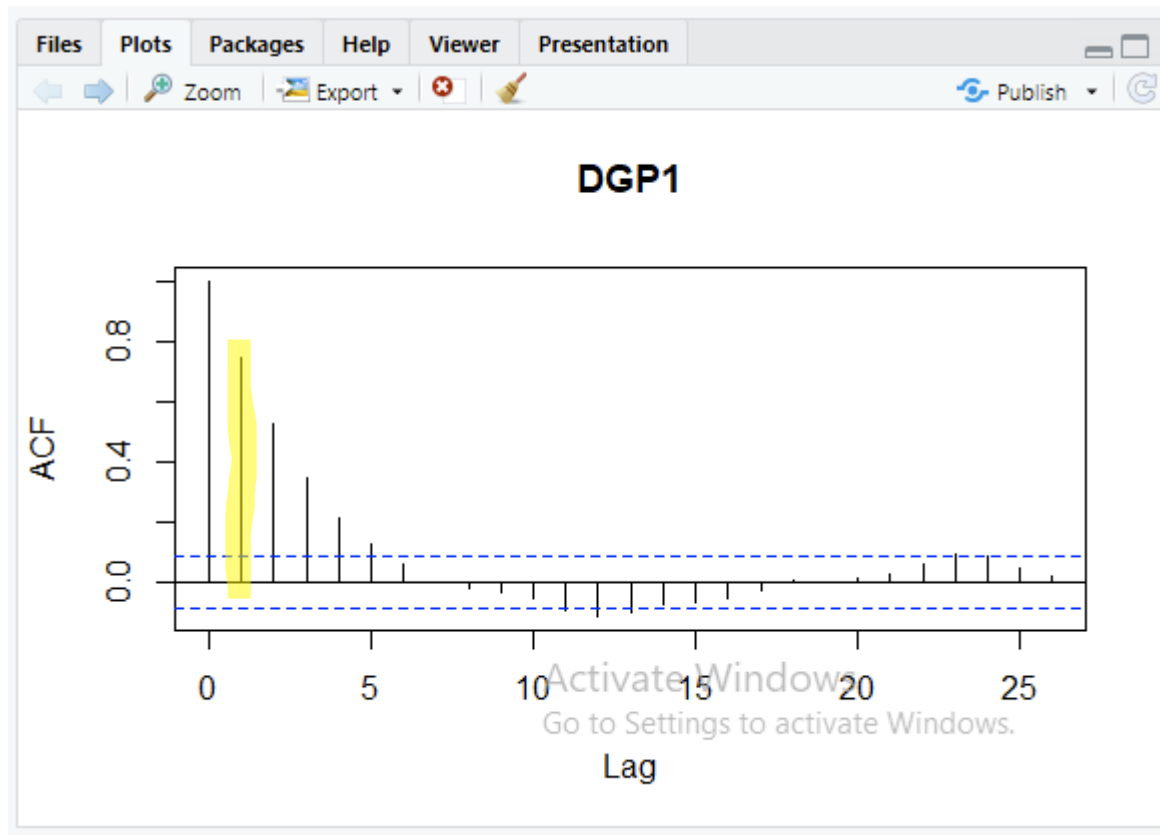 Files Plots Packages Help Viewer Presentation
Zoom Export Publish
DGP1
ACF
0.8
0.4
0.0
0 5 10 15 20 25
Activate Windows
Go to Settings to activate Windows.
Lag